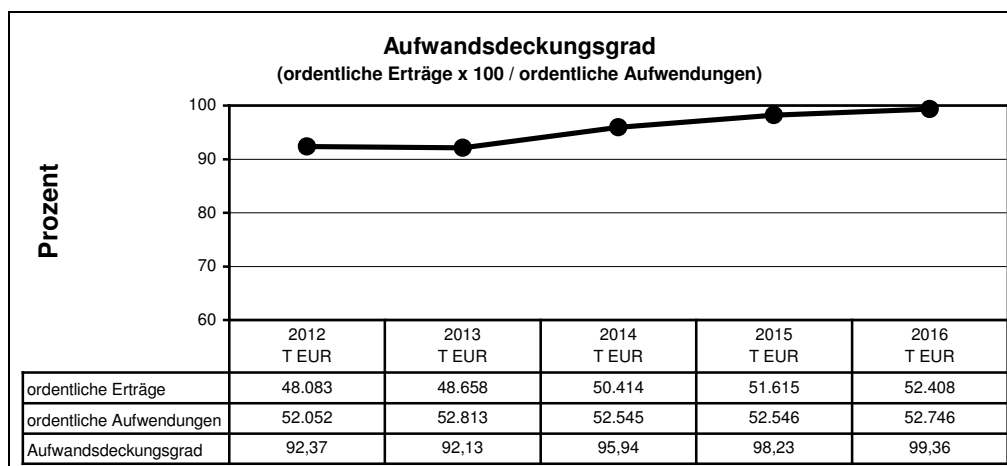 Aufwandsdeckungsgrad
(ordentliche Erträge x 100 / ordentliche Aufwendungen)
Prozent
100
90
80
70
60
2012 2013 2014 2015 2016
T EUR T EUR T EUR T EUR T EUR
ordentliche Erträge 48.083 48.658 50.414 51.615 52.408
ordentliche Aufwendungen 52.052 52.813 52.545 52.546 52.746
Aufwandsdeckungsgrad 92,37 92,13 95,94 98,23 99,36